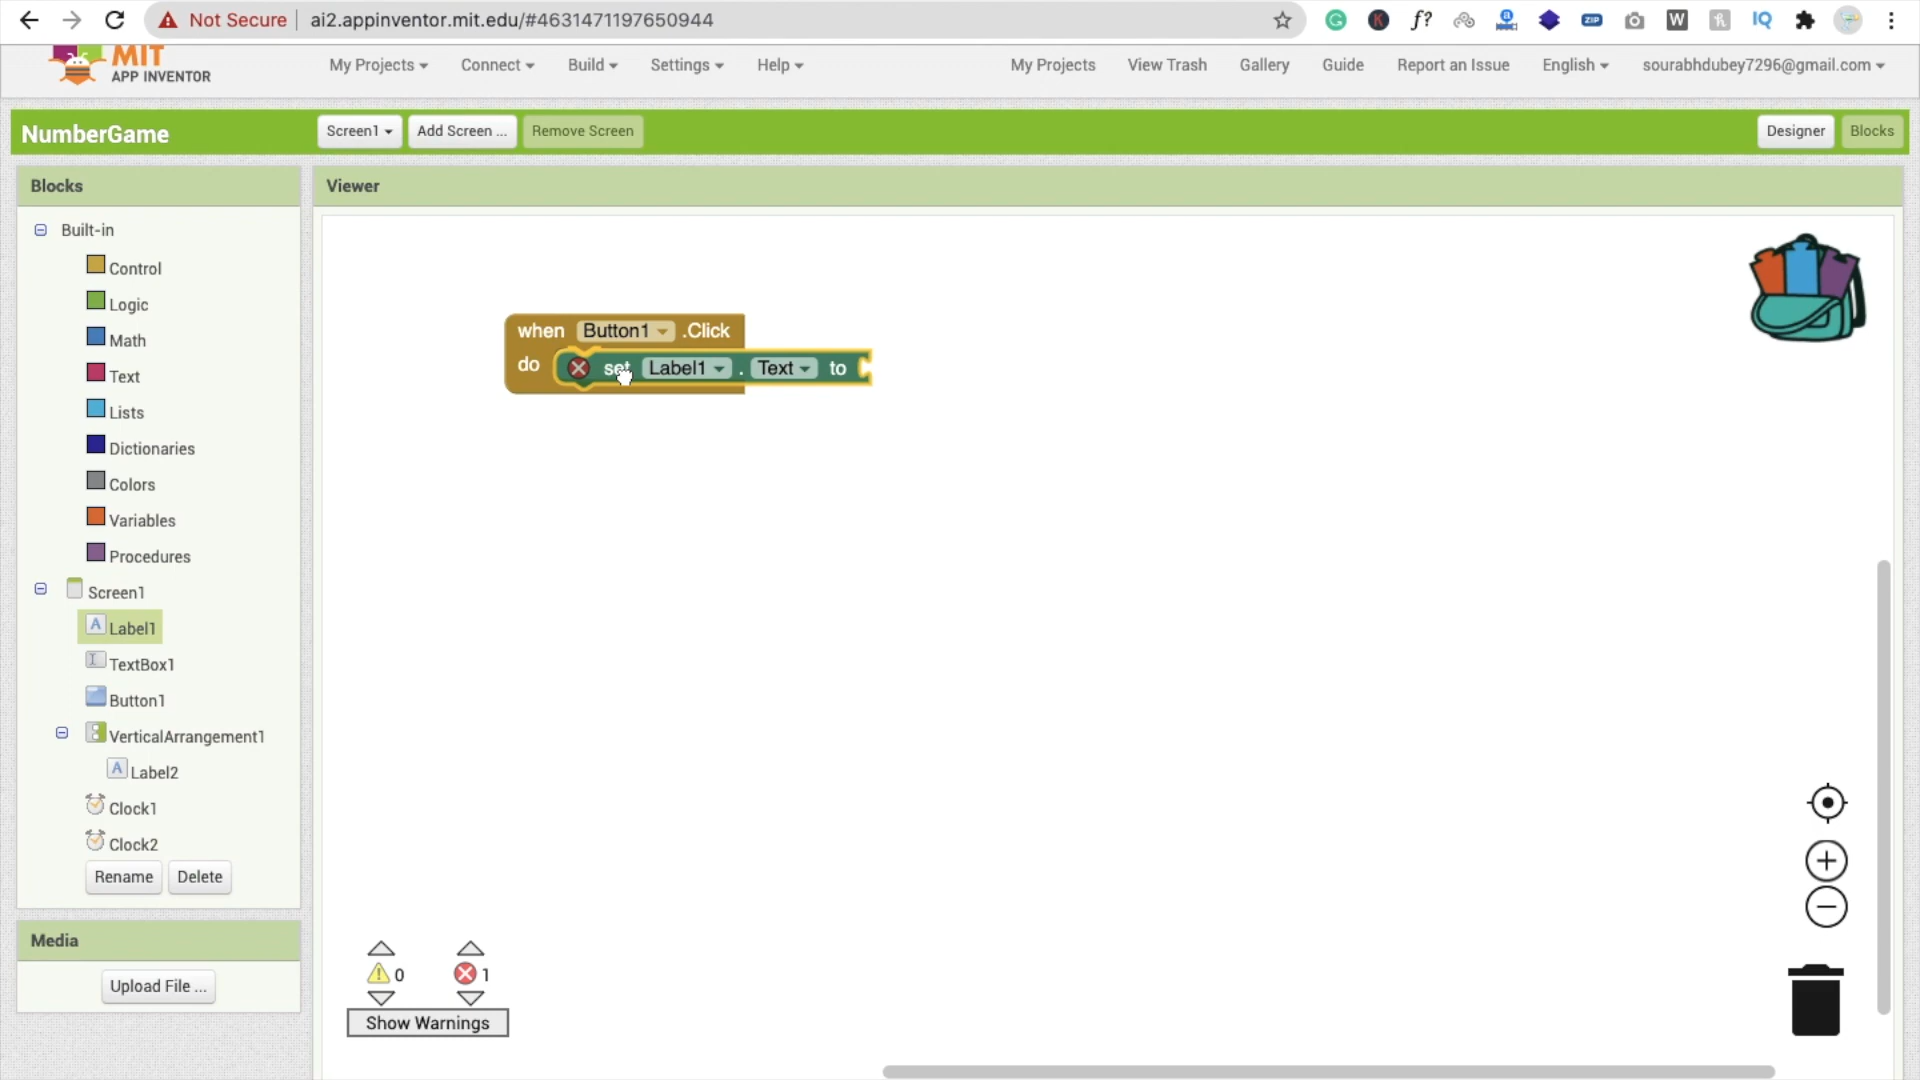 Not Secure
ai2.appinventor.mit.edu/#4631471197650944
MIT
APP INVENTOR
My Projects
Connect
Build
Settings
Help
My Projects
View Trash
Gallery
Guide
Report an Issue
English
sourabhdubey7296@gmail.com
NumberGame
Screen1
Add Screen ...
Remove Screen
Designer
Blocks
Blocks
Viewer
Built-in
Control
Logic
Math
Text
Lists
Dictionaries
Colors
Variables
Procedures
Screen1
Label1
TextBox1
Button1
VerticalArrangement1
Label2
Clock1
Clock2
Rename
Delete
Media
Upload File ...
when Button1 .Click
do set Label1 . Text to
0
1
Show Warnings